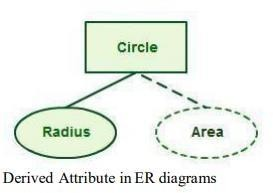 Circle
Radius
Area
Derived Attribute in ER diagrams